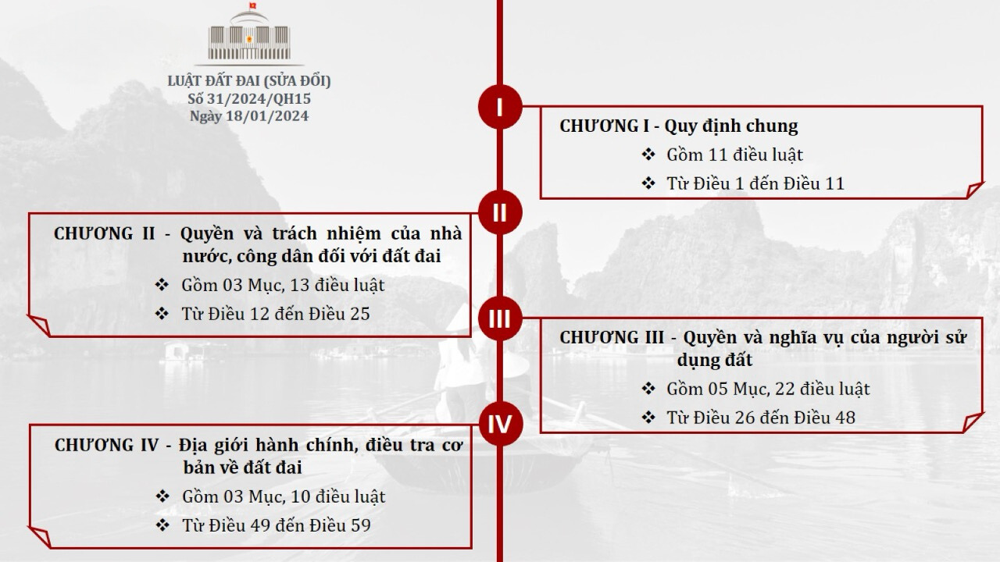 LUẬT ĐẤT ĐAI (SỬA ĐỔI)
Số 31/2024/QH15
Ngày 18/01/2024
I
CHƯƠNG I - Quy định chung
❖ Gồm 11 điều luật
❖ Từ Điều 1 đến Điều 11
II
CHƯƠNG II - Quyền và trách nhiệm của nhà
nước, công dân đối với đất đai
❖ Gồm 03 Mục, 13 điều luật
❖ Từ Điều 12 đến Điều 25
III
CHƯƠNG III - Quyền và nghĩa vụ của người sử
dụng đất
❖ Gồm 05 Mục, 22 điều luật
❖ Từ Điều 26 đến Điều 48
IV
CHƯƠNG IV - Địa giới hành chính, điều tra cơ
bản về đất đai
❖ Gồm 03 Mục, 10 điều luật
❖ Từ Điều 49 đến Điều 59